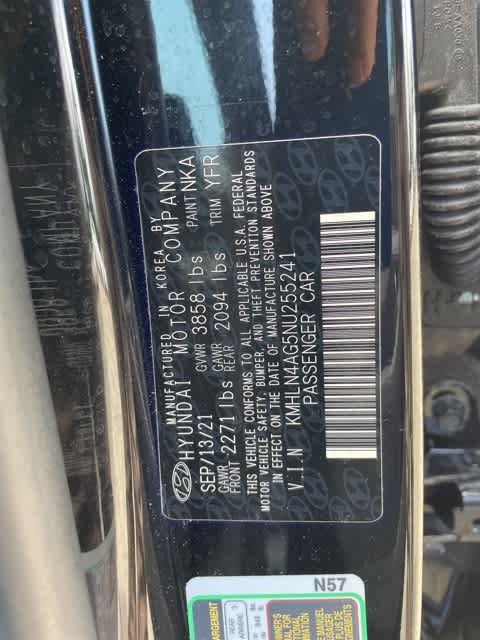 MANUFACTURED IN KOREA BY
HYUNDAI MOTOR COMPANY
SEP/13/21 GVWR 3858 lbs PAINT NKA
GAWR FRONT 2271 lbs GAWR REAR 2094 lbs TRIM YFR
THIS VEHICLE CONFORMS TO ALL APPLICABLE U.S.A. FEDERAL
MOTOR VEHICLE SAFETY, BUMPER, AND THEFT PREVENTION STANDARDS
IN EFFECT ON THE DATE OF MANUFACTURE SHOWN ABOVE
V.I.N KMHLN4AG5NU255241
PASSENGER CAR
N57